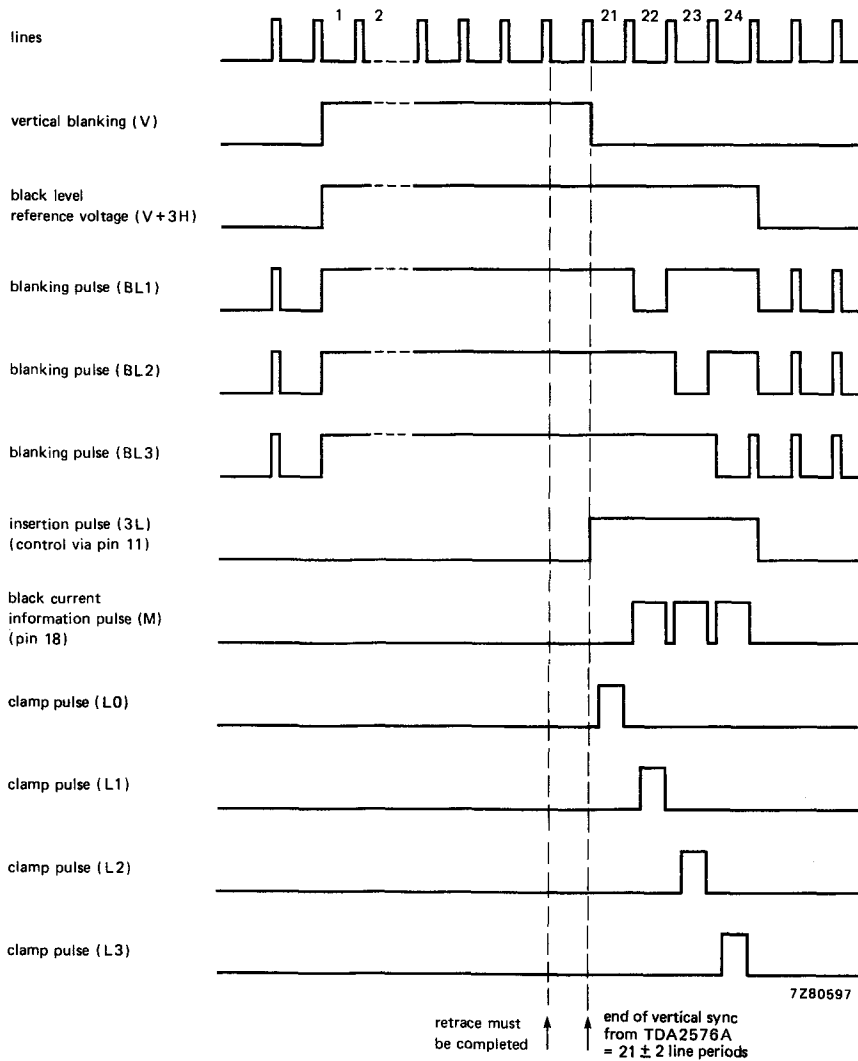 1 2 21 22 23 24
lines
vertical blanking (V)
black level
reference voltage (V+3H)
blanking pulse (BL1)
blanking pulse (BL2)
blanking pulse (BL3)
insertion pulse (3L)
(control via pin 11)
black current
information pulse (M)
(pin 18)
clamp pulse (L0)
clamp pulse (L1)
clamp pulse (L2)
clamp pulse (L3)
7Z80597
retrace must
be completed
end of vertical sync
from TDA2576A
= 21 ± 2 line periods